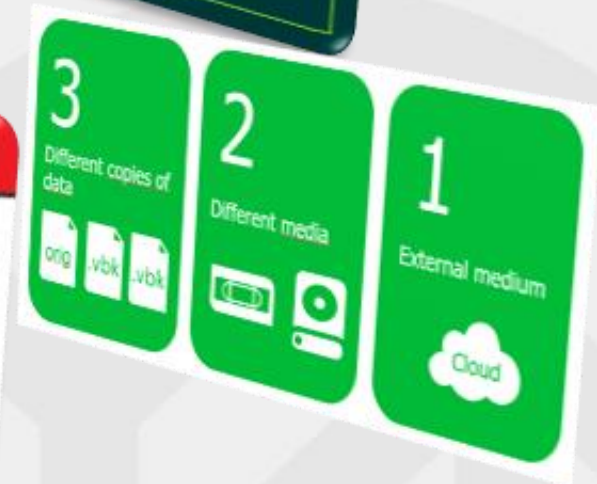 3
Different copies of
data
orig .vbk .vbk
2
Different media
1
External medium
Cloud